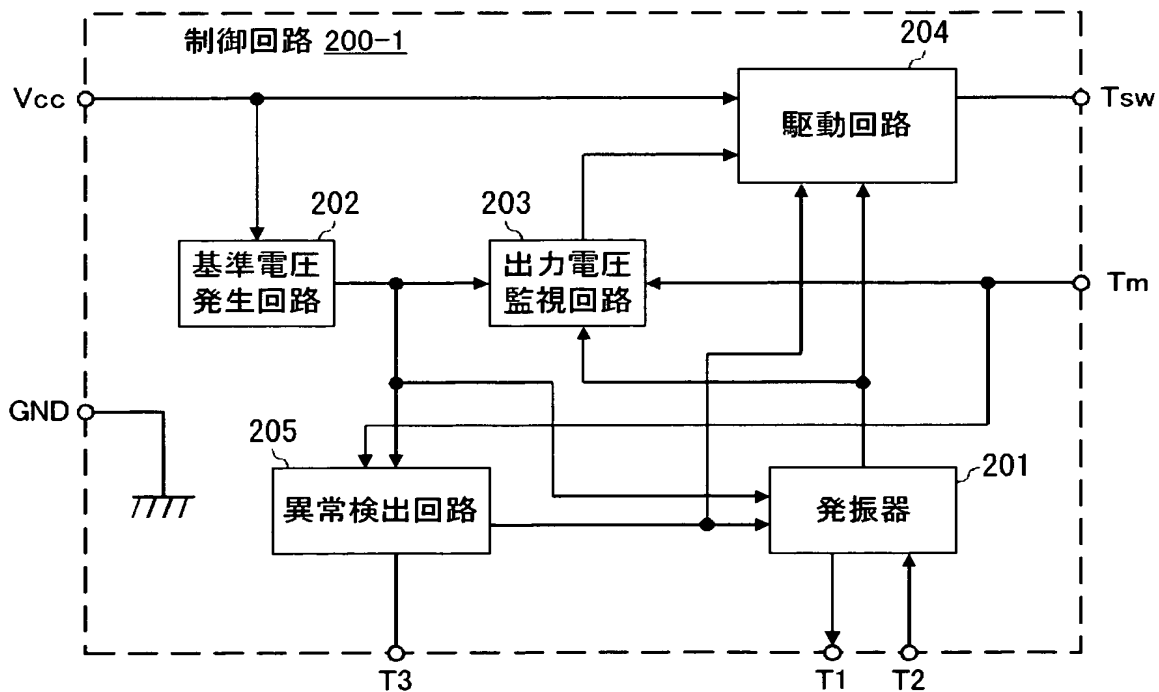 制御回路 200-1
204
Vcc
Tsw
駆動回路
202
203
基準電圧
発生回路
出力電圧
監視回路
Tm
GND
205
201
異常検出回路
発振器
T3
T1
T2